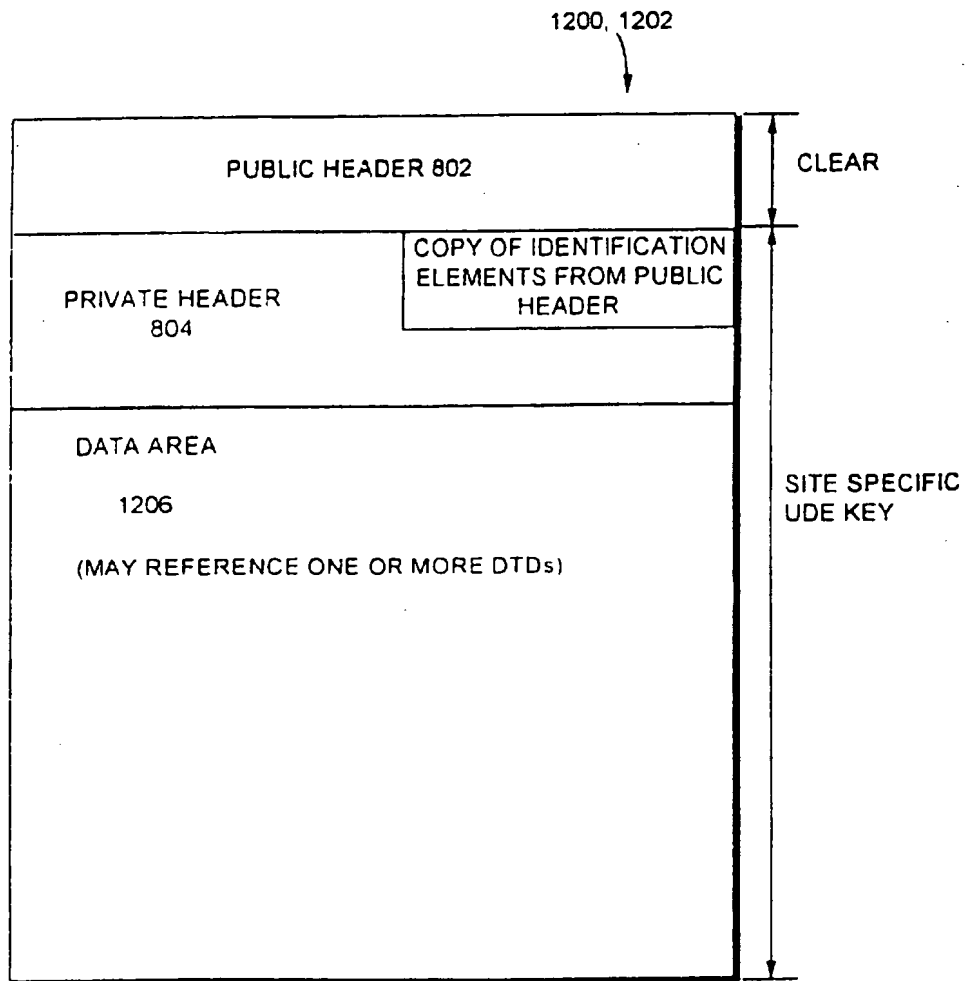 1200, 1202
PUBLIC HEADER 802
CLEAR
COPY OF IDENTIFICATION
ELEMENTS FROM PUBLIC
HEADER
PRIVATE HEADER
804
DATA AREA
1206
(MAY REFERENCE ONE OR MORE DTDs)
SITE SPECIFIC
UDE KEY